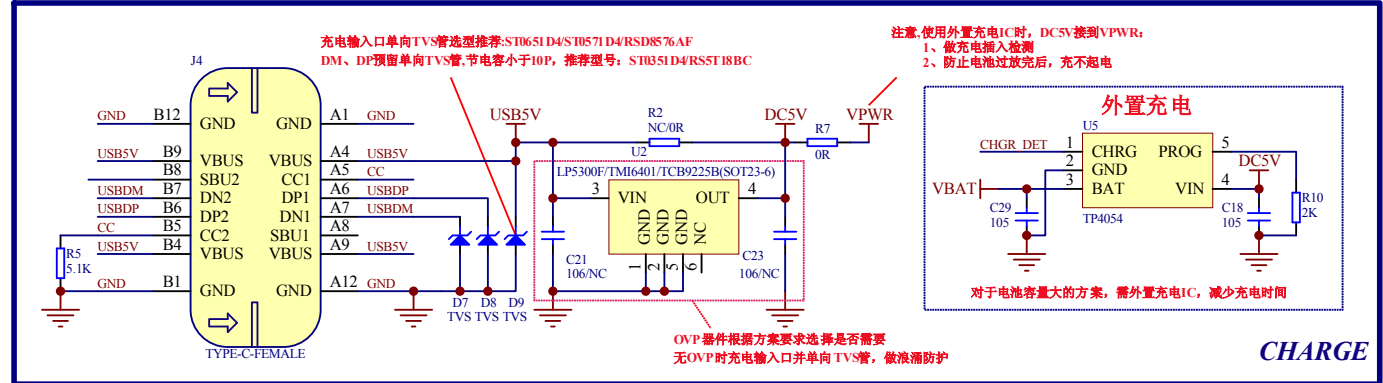 充电输入口单向TVS管选型推荐:ST0651D4/ST0571D4/RSD8576AF
DM、DP预留单向TVS管,节电容小于10P，推荐型号：ST0351D4/RS5T18BC
注意,使用外置充电IC时，DC5V接到VPWR:
1、做充电插入检测
2、防止电池过放完后，充不起电
J4
GND B12 GND GND A1 GND
USB5V B9 VBUS VBUS A4 USB5V
B8 SBU2 CC1 A5 CC
USBDM B7 DN2 DP1 A6 USBDP
USBDP B6 DP2 DN1 A7 USBDM
CC B5 CC2 SBU1 A8
USB5V B4 VBUS VBUS A9 USB5V
GND B1 GND GND A12 GND
R5
5.1K
TYPE-C-FEMALE
D7 D8 D9
TVS TVS TVS
USB5V
R2
NC/0R
DC5V
R7
0R
VPWR
U2
LP5300F/TMI6401/TCB9225B(SOT23-6)
3 VIN OUT 4
GND GND GND NC
1 2 5 6
C21
106/NC
C23
106/NC
OVP器件根据方案要求选择是否需要
无OVP时充电输入口并单向TVS管，做浪涌防护
外置充电
U5
CHGR_DET 1 CHRG PROG 5
2 GND
VBAT 3 BAT VIN 4
DC5V
TP4054
C29
105
C18
105
R10
2K
对于电池容量大的方案，需外置充电IC，减少充电时间
CHARGE